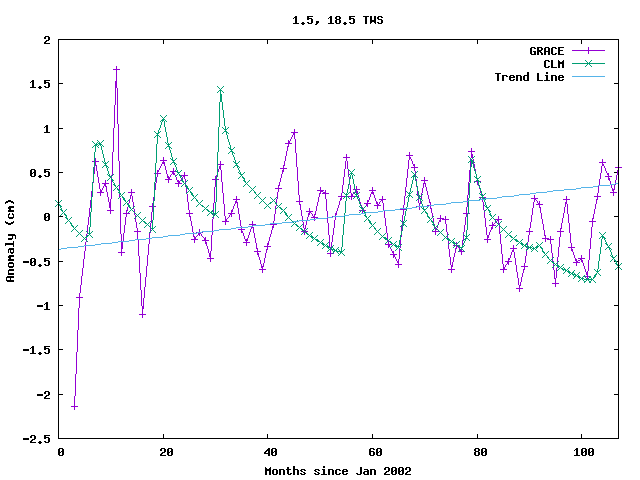 1.5, 18.5 TWS
GRACE
CLM
Trend Line
2
1.5
1
0.5
0
-0.5
-1
-1.5
-2
-2.5
Anomaly (cm)
0 20 40 60 80 100
Months since Jan 2002